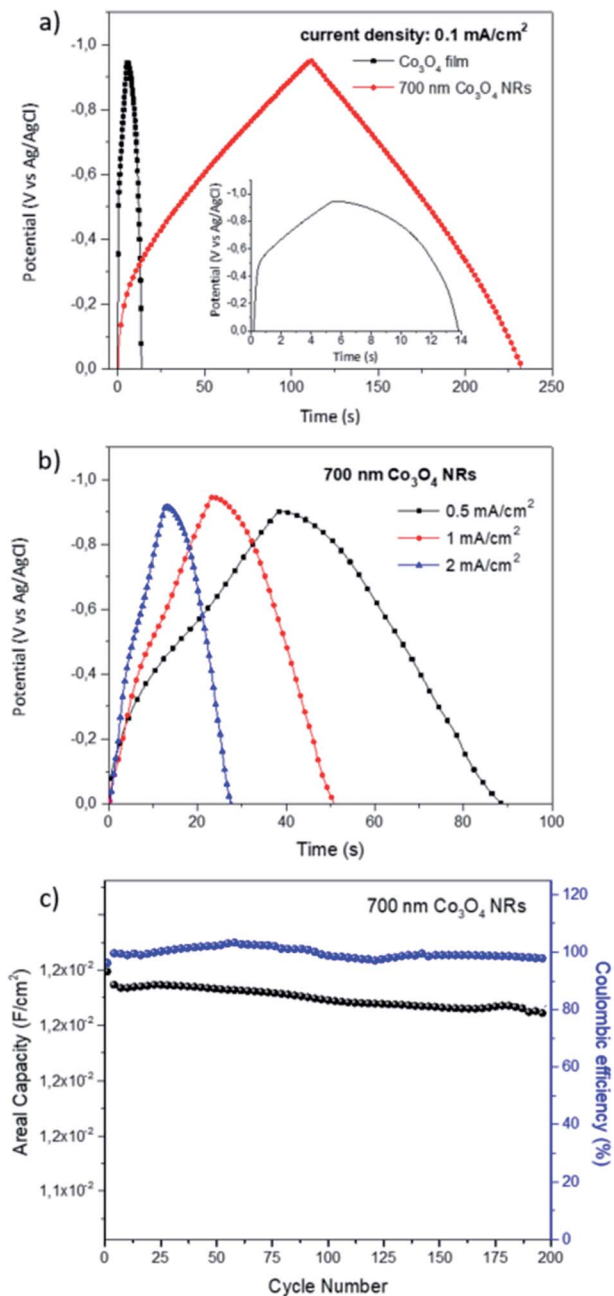 a)
current density: 0.1 mA/cm²
Co₃O₄ film
700 nm Co₃O₄ NRs
Potential (V vs Ag/AgCl)
-1,0
-0,8
-0,6
-0,4
-0,2
0,0
Potential (V vs Ag/AgCl)
-1,0
-0,8
-0,6
-0,4
-0,2
0,0
0 2 4 6 8 10 12 14
Time (s)
0 50 100 150 200 250
Time (s)
b)
700 nm Co₃O₄ NRs
0.5 mA/cm²
1 mA/cm²
2 mA/cm²
Potential (V vs Ag/AgCl)
-1,0
-0,8
-0,6
-0,4
-0,2
0,0
0 20 40 60 80 100
Time (s)
c)
700 nm Co₃O₄ NRs
Areal Capacity (F/cm²)
1,2x10⁻²
1,2x10⁻²
1,2x10⁻²
1,2x10⁻²
1,1x10⁻²
120
100
80
60
40
20
0
Coulombic efficiency (%)
0 25 50 75 100 125 150 175 200
Cycle Number